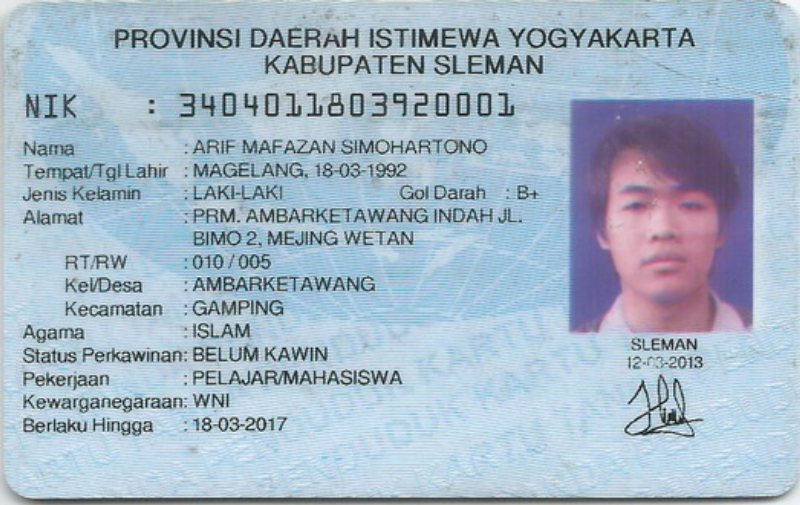 PROVINSI DAERAH ISTIMEWA YOGYAKARTA
KABUPATEN SLEMAN
NIK : 3404011803920001
Nama : ARIF MAFAZAN SIMOHARTONO
Tempat/Tgl Lahir : MAGELANG, 18-03-1992
Jenis Kelamin : LAKI-LAKI Gol Darah : B+
Alamat : PRM. AMBARKETAWANG INDAH JL.
BIMO 2, MEJING WETAN
RT/RW : 010 / 005
Kel/Desa : AMBARKETAWANG
Kecamatan : GAMPING
Agama : ISLAM
Status Perkawinan: BELUM KAWIN
Pekerjaan : PELAJAR/MAHASISWA
Kewarganegaraan: WNI
Berlaku Hingga : 18-03-2017
SLEMAN
12-03-2013